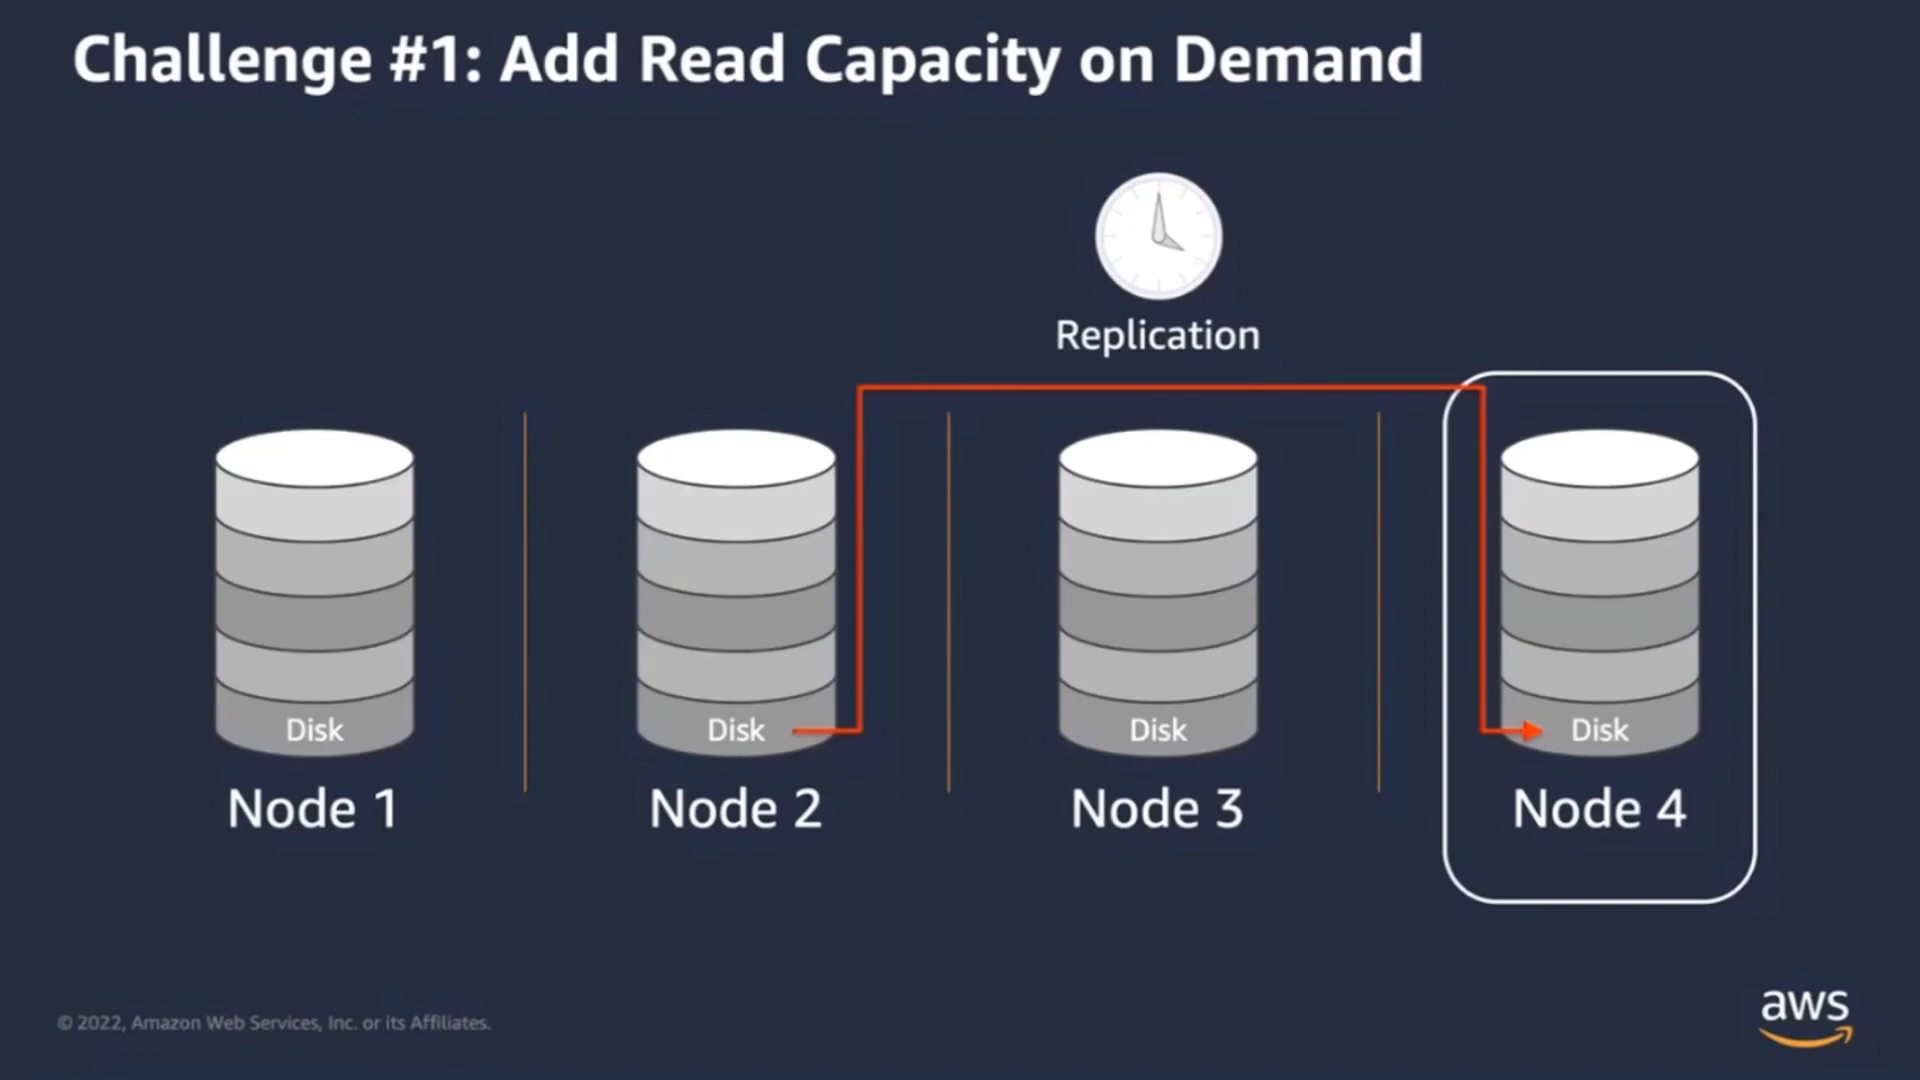 Challenge #1: Add Read Capacity on Demand
Replication
Disk
Disk
Disk
Disk
Node 1
Node 2
Node 3
Node 4
© 2022, Amazon Web Services, Inc. or its Affiliates.
aws